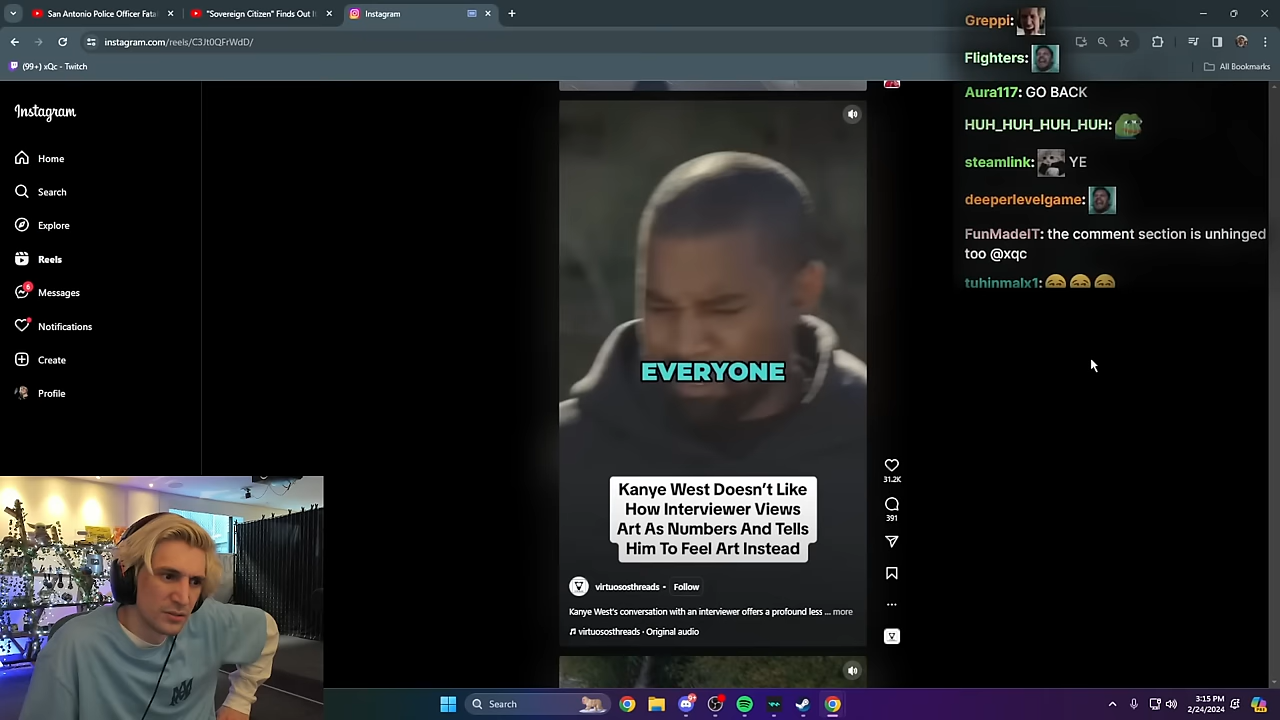 San Antonio Police Officer Fatal
"Sovereign Citizen" Finds Out I
Instagram
instagram.com/reels/C3Jt0QFrWdD/
(99+) xQc - Twitch
All Bookmarks
Instagram
Home
Search
Explore
Reels
6
Messages
Notifications
Create
Profile
EVERYONE
Kanye West Doesn't Like
How Interviewer Views
Art As Numbers And Tells
Him To Feel Art Instead
virtuososthreads • Follow
Kanye West's conversation with an interviewer offers a profound less ... more
virtuososthreads · Original audio
31.2K
391
Greppi:
Flighters:
Aura117: GO BACK
HUH_HUH_HUH_HUH:
steamlink: YE
deeperlevelgame:
FunMadeIT: the comment section is unhinged
too @xqc
tuhinmalx1:
Search
3:15 PM
2/24/2024